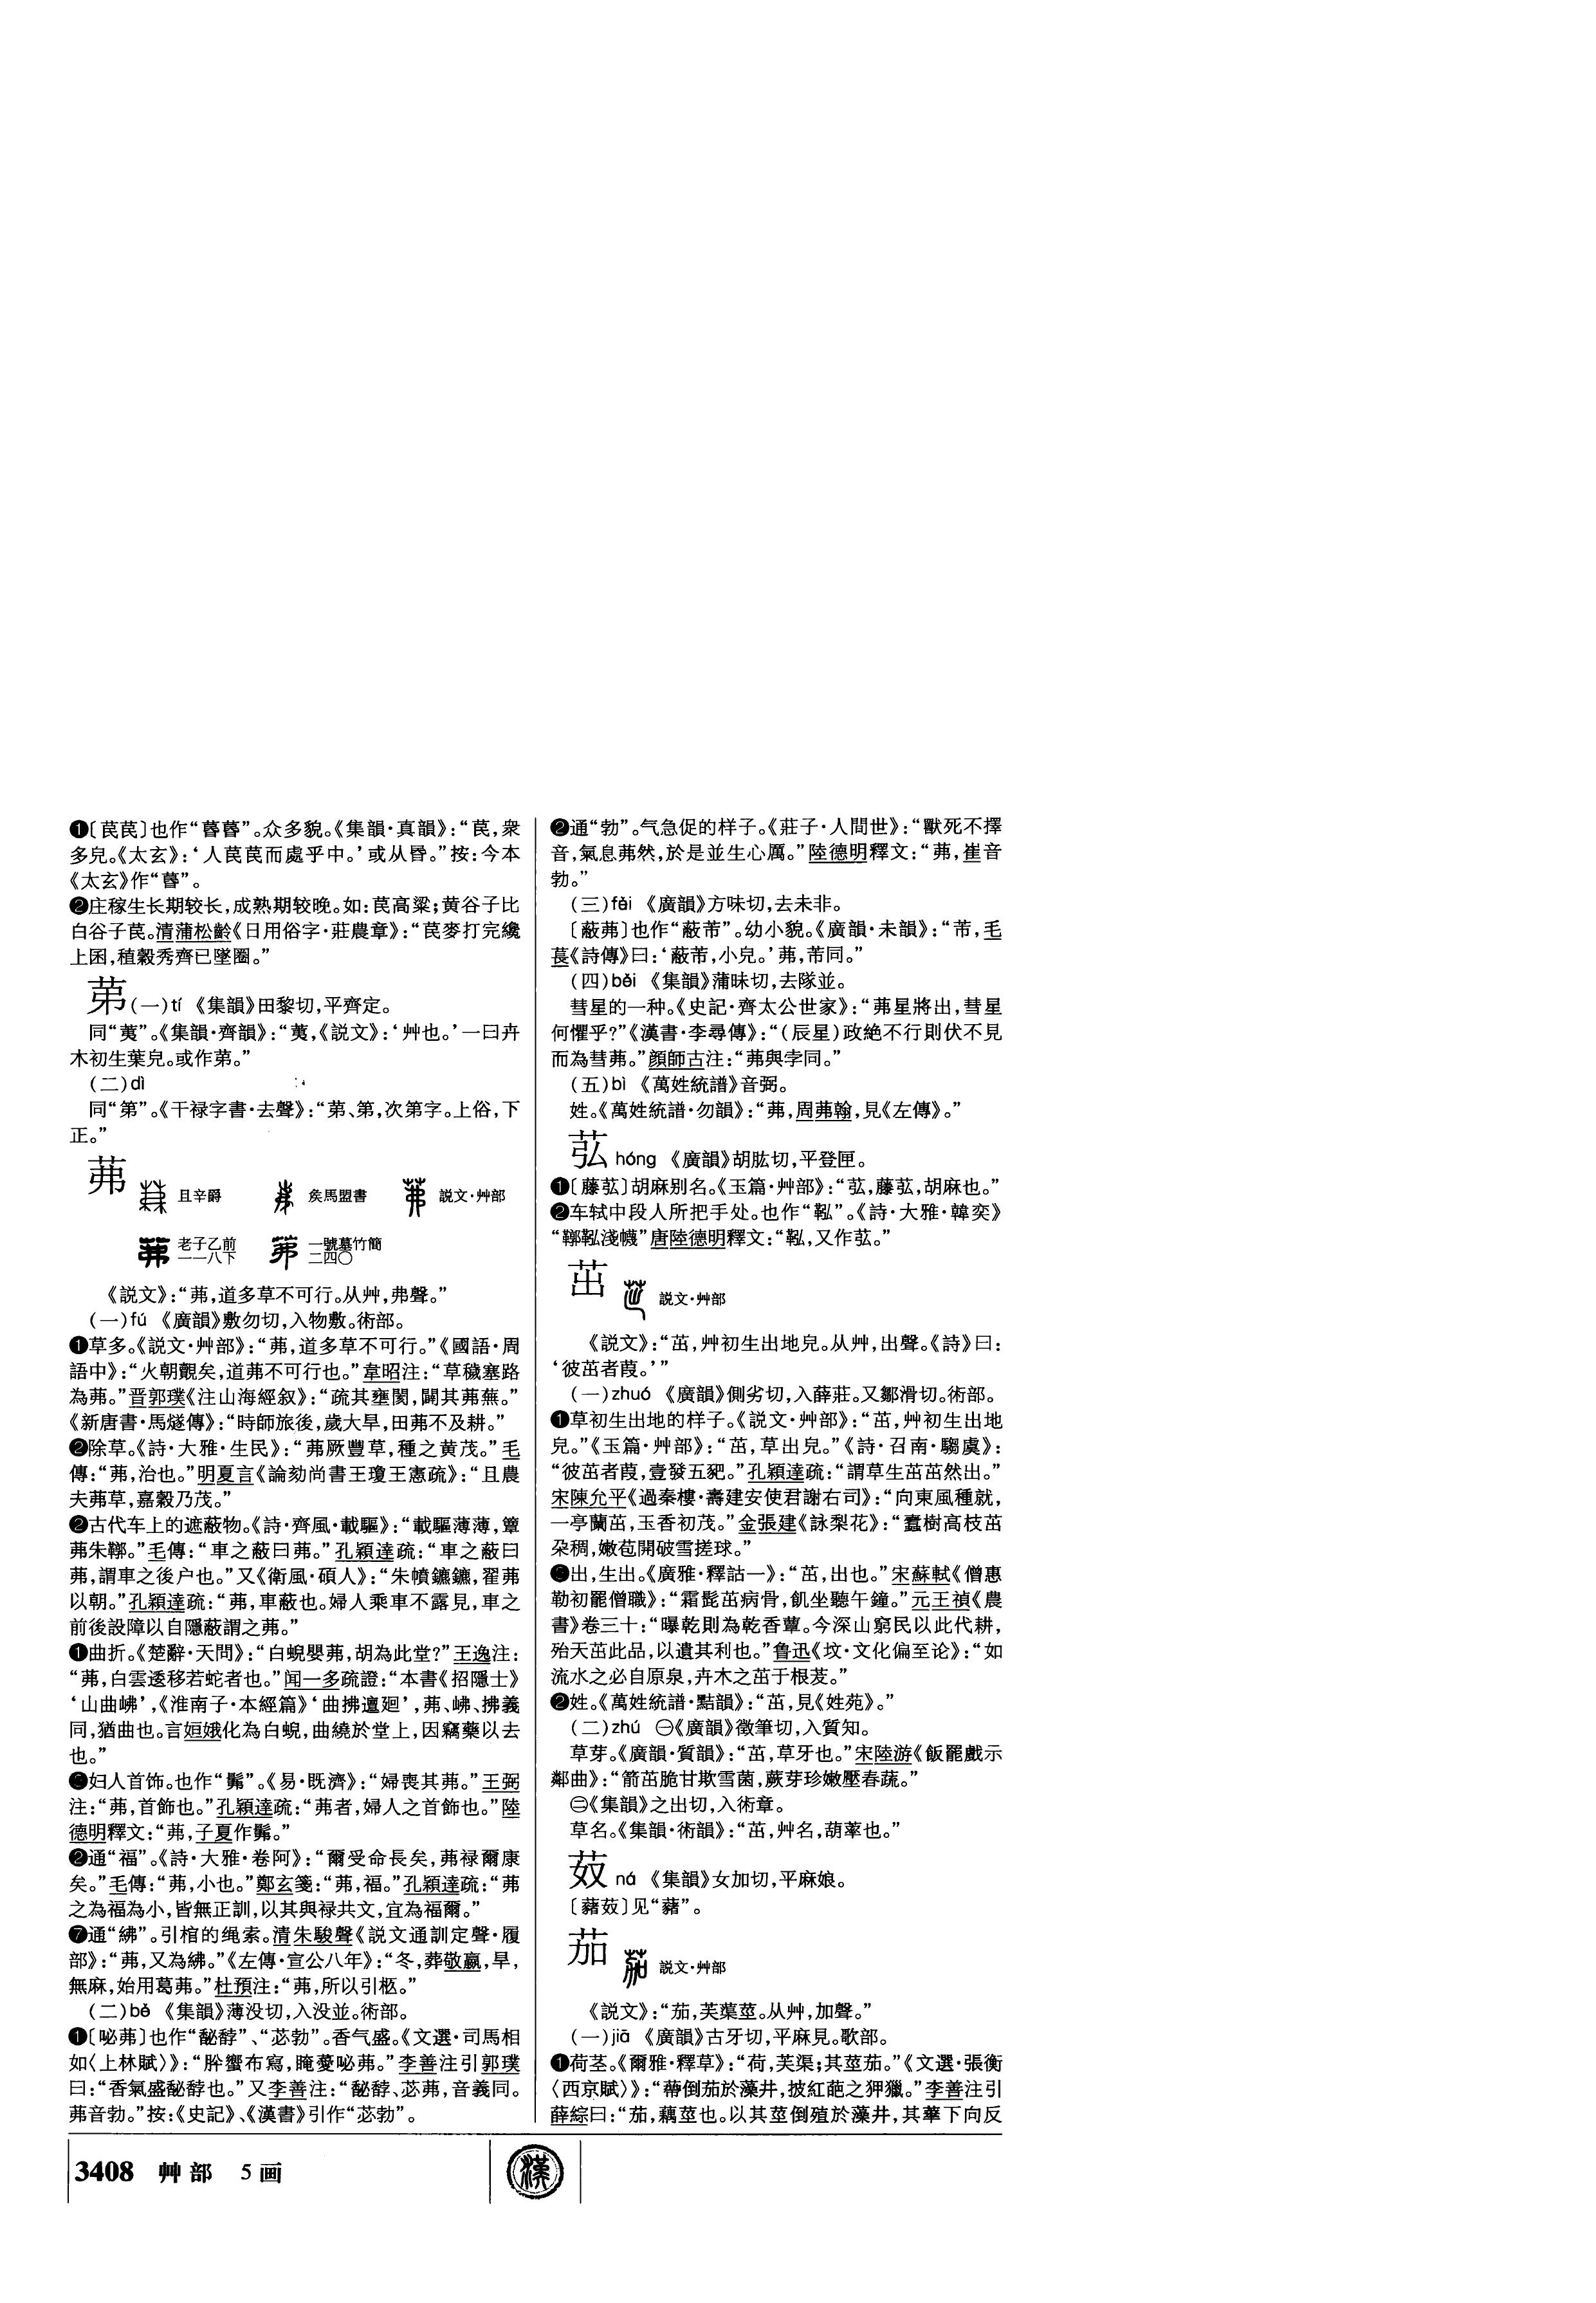 ❶〔苠苠〕也作“暋暋”。众多貌。《集韻·真韻》：“苠，衆
多皃。《太玄》：‘人苠苠而處乎中。’或从昬。”按：今本
《太玄》作“暋”。
❷庄稼生长期较长，成熟期较晚。如：苠高粱；黄谷子比
白谷子苠。清蒲松齡《日用俗字·莊農章》：“苠麥打完纔
上囷，稙穀秀齊已墜圈。”
苐(一)tí 《集韻》田黎切，平齊定。
同“荑”。《集韻·齊韻》：“荑，《説文》：‘艸也。’一曰卉
木初生葉皃。或作苐。”
(二)dì
同“第”。《干禄字書·去聲》：“苐、第，次第字。上俗，下
正。”
茀 且辛爵 矦馬盟書 説文·艸部
老子乙前一一八下 一號墓竹簡二四〇
《説文》：“茀，道多草不可行。从艸，弗聲。”
(一)fú 《廣韻》敷勿切，入物敷。術部。
❶草多。《説文·艸部》：“茀，道多草不可行。”《國語·周
語中》：“火朝覿矣，道茀不可行也。”韋昭注：“草穢塞路
為茀。”晋郭璞《注山海經叙》：“疏其壅閡，闢其茀蕪。”
《新唐書·馬燧傳》：“時師旅後，歲大旱，田茀不及耕。”
❷除草。《詩·大雅·生民》：“茀厥豐草，種之黄茂。”毛
傳：“茀，治也。”明夏言《論劾尚書王瓊王憲疏》：“且農
夫茀草，嘉穀乃茂。”
❷古代车上的遮蔽物。《詩·齊風·載驅》：“載驅薄薄，簟
茀朱鞹。”毛傳：“車之蔽曰茀。”孔穎達疏：“車之蔽曰
茀，謂車之後户也。”又《衛風·碩人》：“朱幩鑣鑣，翟茀
以朝。”孔穎達疏：“茀，車蔽也。婦人乘車不露見，車之
前後設障以自隱蔽謂之茀。”
❶曲折。《楚辭·天問》：“白蜺嬰茀，胡為此堂？”王逸注：
“茀，白雲逶移若蛇者也。”闻一多疏證：“本書《招隱士》
‘山曲岪’，《淮南子·本經篇》‘曲拂邅廻’，茀、岪、拂義
同，猶曲也。言姮娥化為白蜺，曲繞於堂上，因竊藥以去
也。”
妇人首饰。也作“髴”。《易·既濟》：“婦喪其茀。”王弼
注：“茀，首飾也。”孔穎達疏：“茀者，婦人之首飾也。”陸
德明釋文：“茀，子夏作髴。”
❷通“福”。《詩·大雅·卷阿》：“爾受命長矣，茀禄爾康
矣。”毛傳：“茀，小也。”鄭玄箋：“茀，福。”孔穎達疏：“茀
之為福為小，皆無正訓，以其與禄共文，宜為福爾。”
❼通“紼”。引棺的绳索。清朱駿聲《説文通訓定聲·履
部》：“茀，又為紼。”《左傳·宣公八年》：“冬，葬敬嬴，旱，
無麻，始用葛茀。”杜預注：“茀，所以引柩。”
(二)bó 《集韻》薄没切，入没並。術部。
❶〔咇茀〕也作“馝馞”、“苾勃”。香气盛。《文選·司馬相
如〈上林賦〉》：“肸蠁布寫，晻薆咇茀。”李善注引郭璞
曰：“香氣盛馝馞也。”又李善注：“馝馞、苾茀，音義同。
茀音勃。”按：《史記》、《漢書》引作“苾勃”。
❷通“勃”。气急促的样子。《莊子·人間世》：“獸死不擇
音，氣息茀然，於是並生心厲。”陸德明釋文：“茀，崔音
勃。”
(三)fèi 《廣韻》方味切，去未非。
〔蔽茀〕也作“蔽芾”。幼小貌。《廣韻·未韻》：“芾，毛
萇《詩傳》曰：‘蔽芾，小皃。’茀，芾同。”
(四)bèi 《集韻》蒲昧切，去隊並。
彗星的一种。《史記·齊太公世家》：“茀星將出，彗星
何懼乎？”《漢書·李尋傳》：“(辰星)政絶不行則伏不見
而為彗茀。”顔師古注：“茀與孛同。”
(五)bì 《萬姓統譜》音弼。
姓。《萬姓統譜·勿韻》：“茀，周茀翰，見《左傳》。”
苰 hóng 《廣韻》胡肱切，平登匣。
❶〔藤苰〕胡麻别名。《玉篇·艸部》：“苰，藤苰，胡麻也。”
❷车轼中段人所把手处。也作“鞃”。《詩·大雅·韓奕》
“鞹鞃淺幭”唐陸德明釋文：“鞃，又作苰。”
茁 説文·艸部
《説文》：“茁，艸初生出地皃。从艸，出聲。《詩》曰：
‘彼茁者葭。’”
(一)zhuó 《廣韻》側劣切，入薛莊。又鄒滑切。術部。
❶草初生出地的样子。《説文·艸部》：“茁，艸初生出地
皃。”《玉篇·艸部》：“茁，草出皃。”《詩·召南·騶虞》：
“彼茁者葭，壹發五豝。”孔穎達疏：“謂草生茁茁然出。”
宋陳允平《過秦樓·壽建安使君謝右司》：“向東風種就，
一亭蘭茁，玉香初茂。”金張建《詠梨花》：“蠹樹高枝茁
朶稠，嫩苞開破雪搓球。”
出，生出。《廣雅·釋詁一》：“茁，出也。”宋蘇軾《僧惠
勤初罷僧職》：“霜髭茁病骨，飢坐聽午鐘。”元王禎《農
書》卷三十：“曝乾則為乾香蕈。今深山窮民以此代耕，
殆天茁此品，以遺其利也。”鲁迅《坟·文化偏至论》：“如
流水之必自原泉，卉木之茁于根荄。”
❷姓。《萬姓統譜·黠韻》：“茁，見《姓苑》。”
(二)zhú ㊀《廣韻》徵筆切，入質知。
草芽。《廣韻·質韻》：“茁，草牙也。”宋陸游《飯罷戲示
鄰曲》：“箭茁脆甘欺雪菌，蕨芽珍嫩壓春蔬。”
㊁《集韻》之出切，入術章。
草名。《集韻·術韻》：“茁，艸名，葫葦也。”
䒟 ná 《集韻》女加切，平麻娘。
〔藸䒟〕见“藸”。
茄 説文·艸部
《説文》：“茄，芙蕖莖。从艸，加聲。”
(一)jiā 《廣韻》古牙切，平麻見。歌部。
❶荷茎。《爾雅·釋草》：“荷，芙渠；其莖茄。”《文選·張衡
〈西京賦〉》：“蔕倒茄於藻井，披紅葩之狎獵。”李善注引
薛綜曰：“茄，藕莖也。以其莖倒殖於藻井，其華下向反
3408 艸部 5画
漢